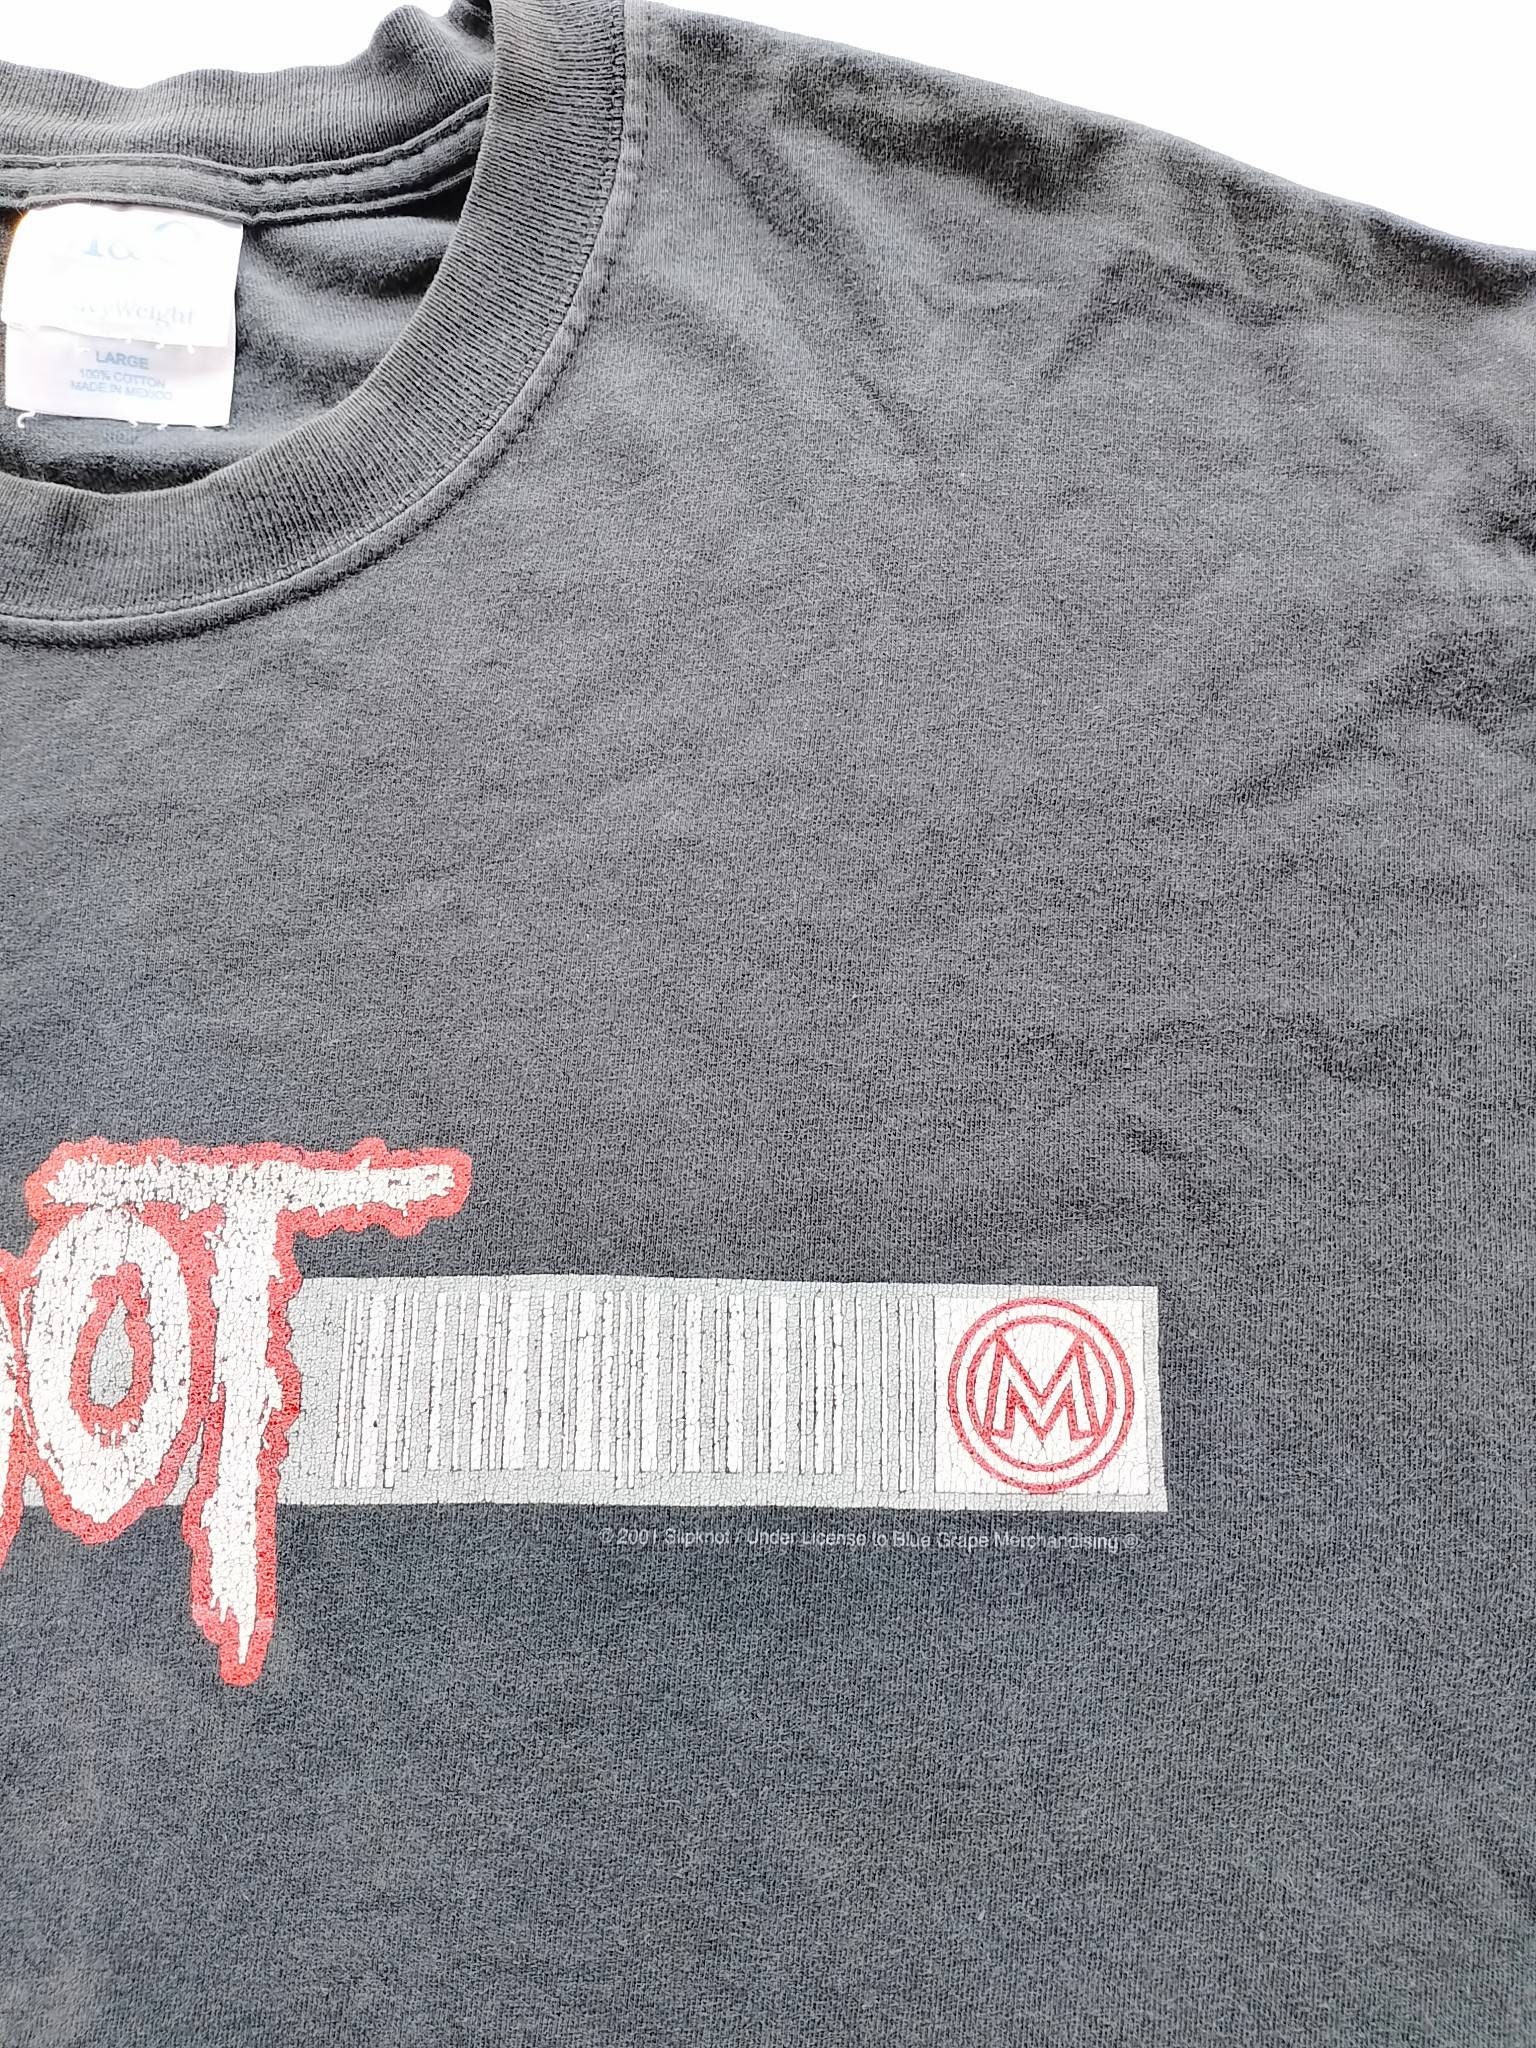 LARGE
100% COTTON
MADE IN MEXICO
OT
M
© 2001 Slipknot / Under License to Blue Grape Merchandising ®